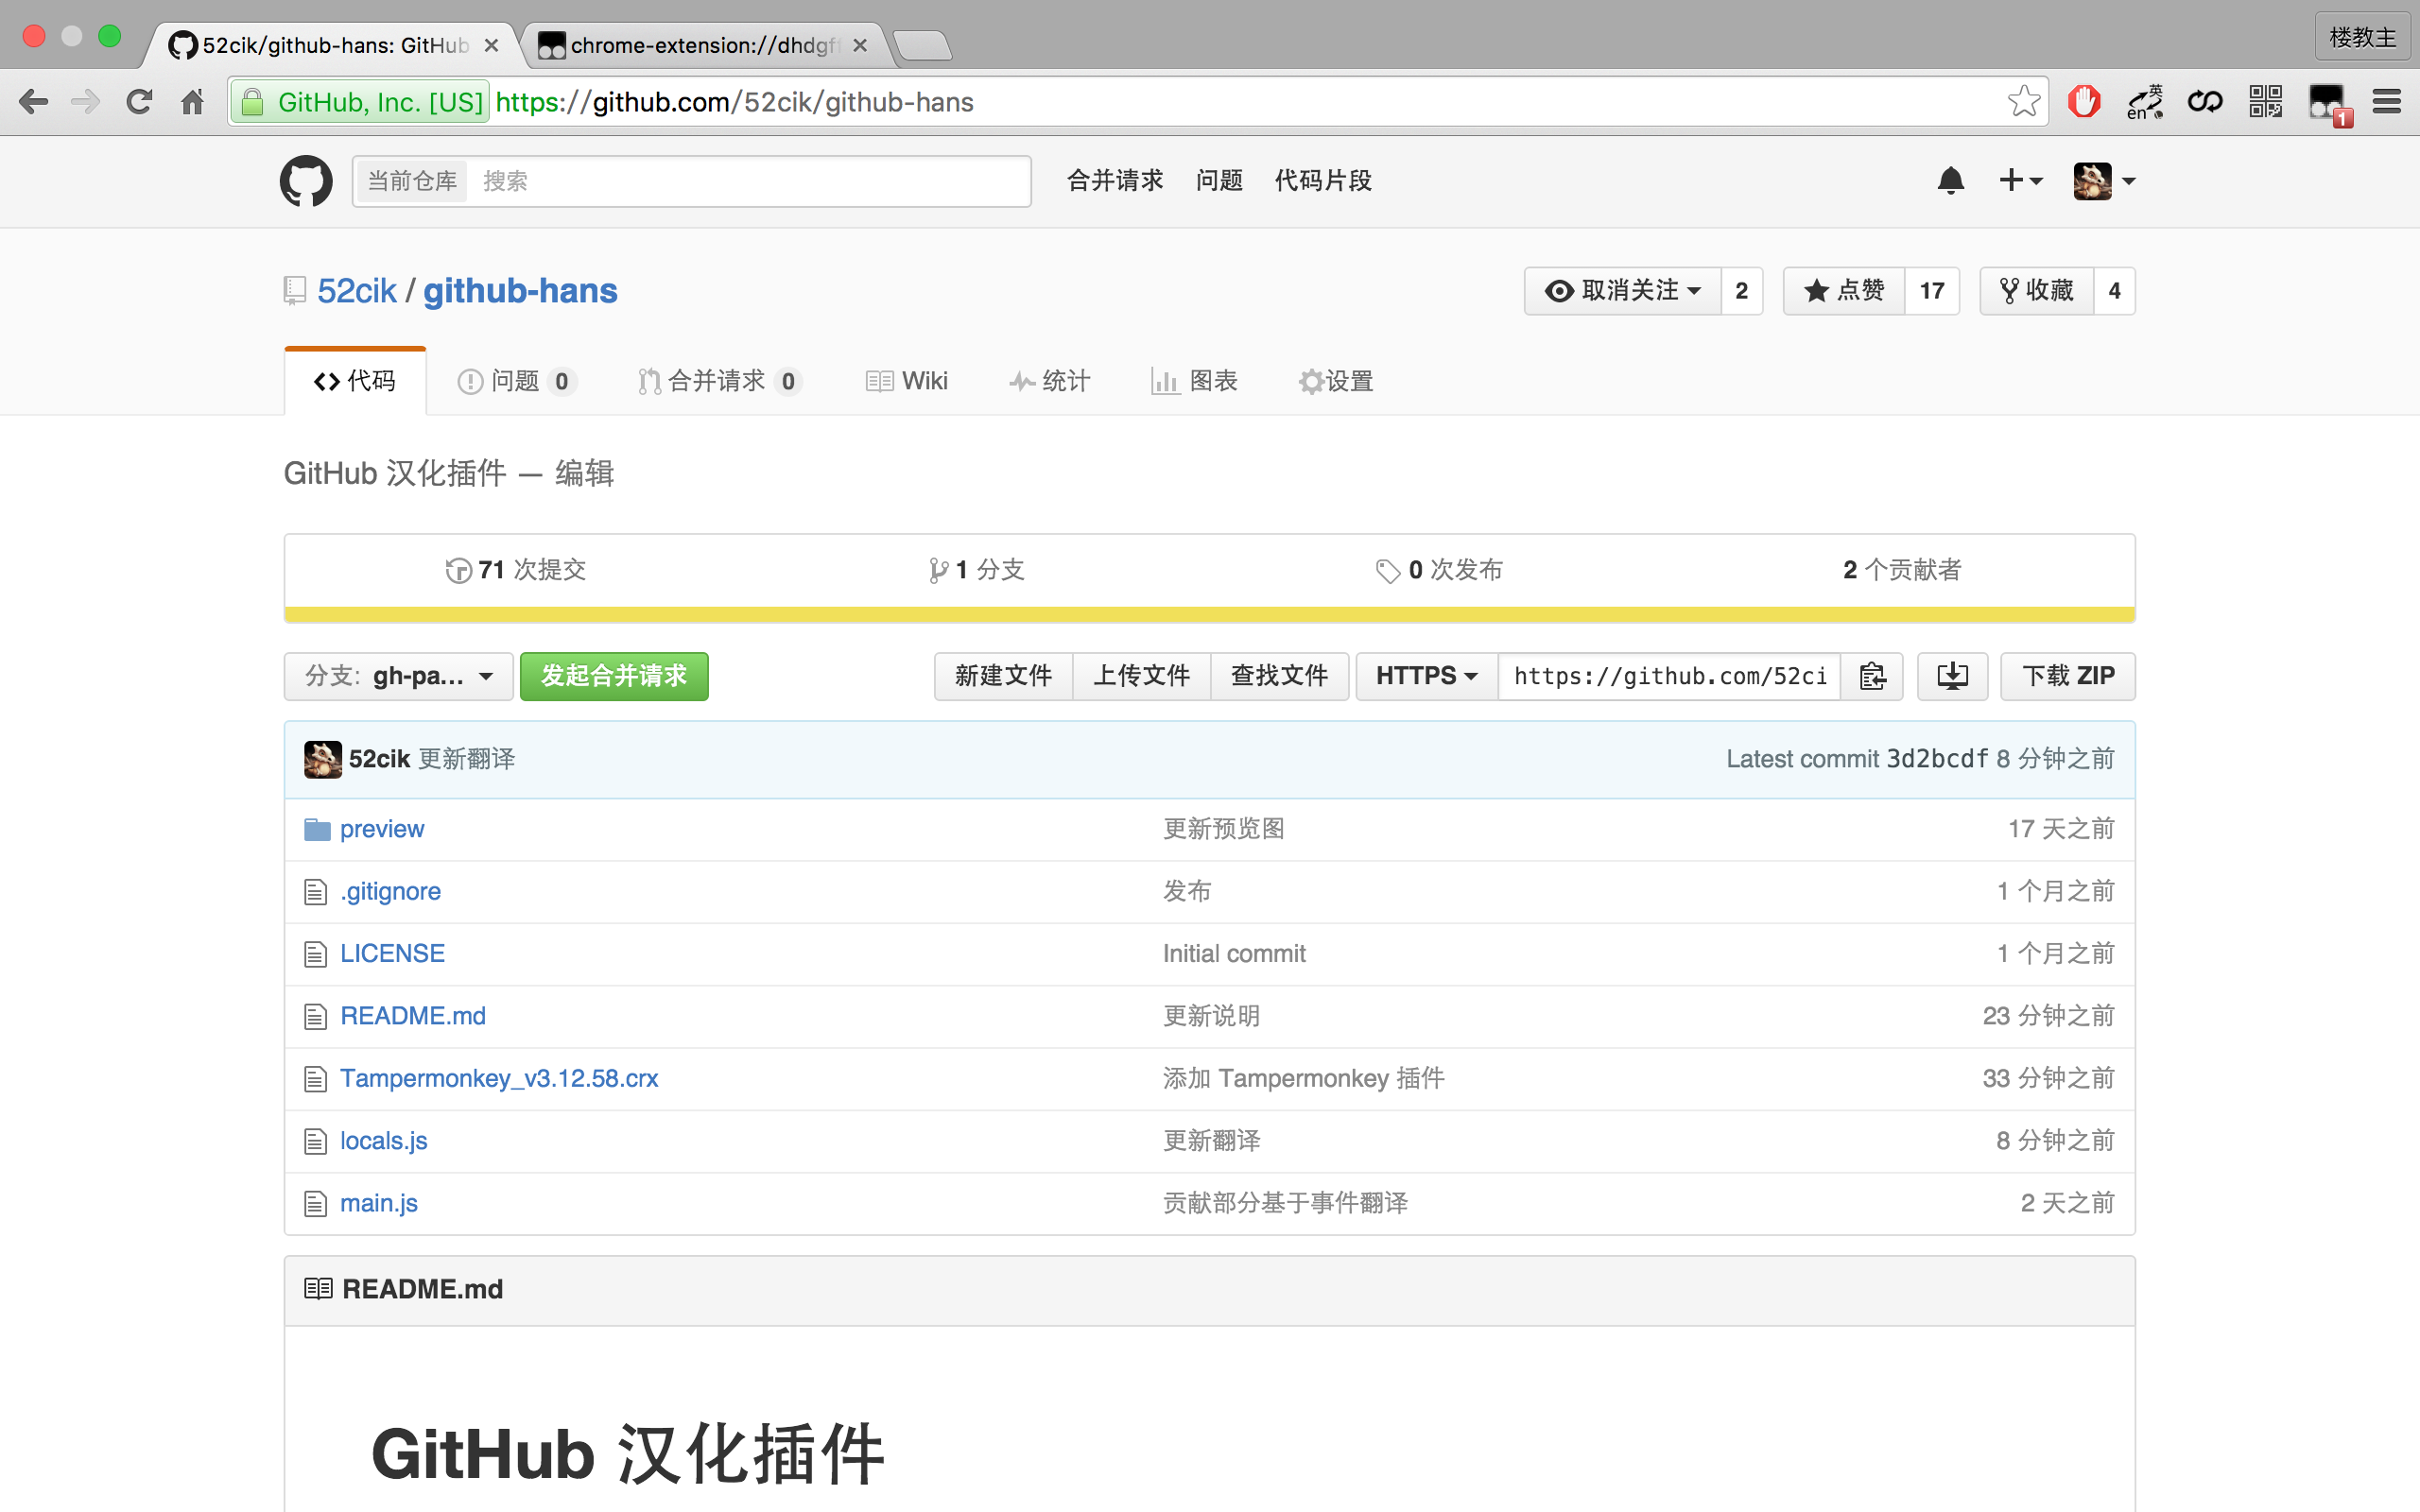 52cik/github-hans: GitHub
chrome-extension://dhdgf
楼教主
GitHub, Inc. [US] https://github.com/52cik/github-hans
英
en
1
当前仓库 搜索 合并请求 问题 代码片段
52cik / github-hans 取消关注 2 点赞 17 收藏 4
代码 问题 0 合并请求 0 Wiki 统计 图表 设置
GitHub 汉化插件 — 编辑
71 次提交 1 分支 0 次发布 2 个贡献者
分支: gh-pa... 发起合并请求 新建文件 上传文件 查找文件 HTTPS https://github.com/52ci 下载 ZIP
52cik 更新翻译 Latest commit 3d2bcdf 8 分钟之前
preview 更新预览图 17 天之前
.gitignore 发布 1 个月之前
LICENSE Initial commit 1 个月之前
README.md 更新说明 23 分钟之前
Tampermonkey_v3.12.58.crx 添加 Tampermonkey 插件 33 分钟之前
locals.js 更新翻译 8 分钟之前
main.js 贡献部分基于事件翻译 2 天之前
README.md
GitHub 汉化插件